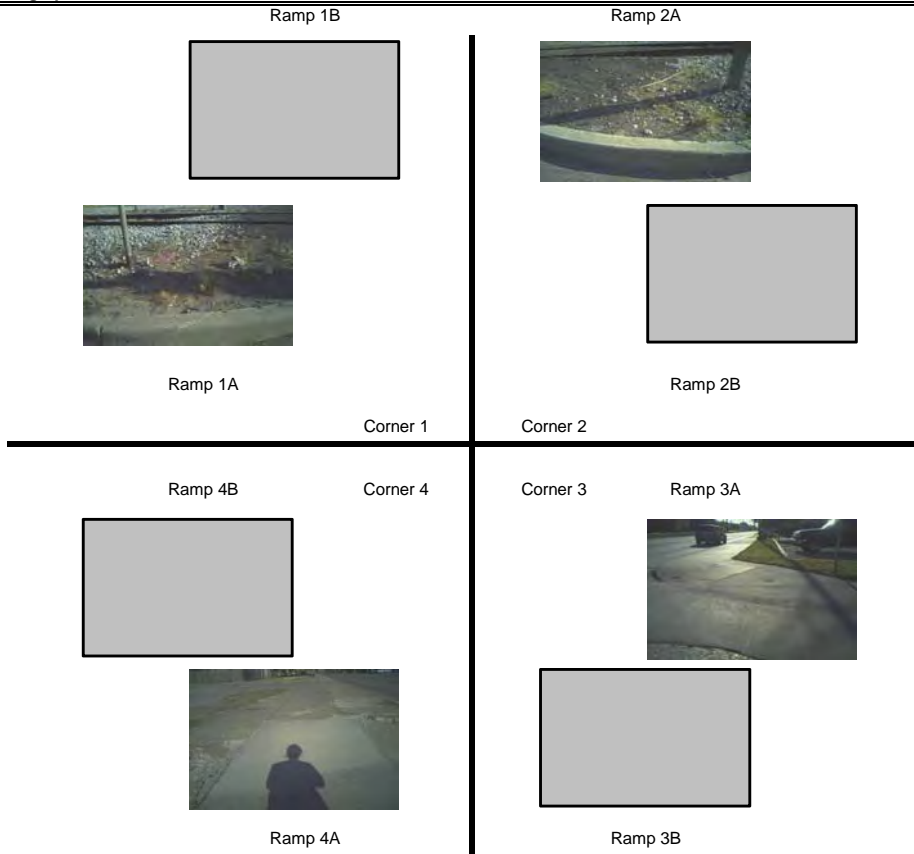 Ramp 1B
Ramp 2A
Ramp 1A
Ramp 2B
Corner 1
Corner 2
Ramp 4B
Corner 4
Corner 3
Ramp 3A
Ramp 4A
Ramp 3B